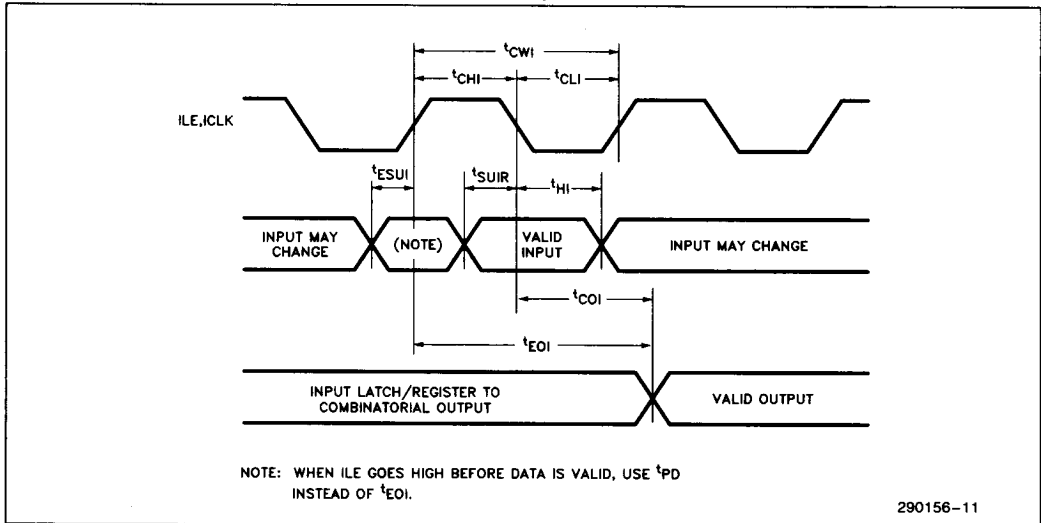 tCWI
tCHI
tCLI
ILE,ICLK
tESUI
tSUIR
tHI
INPUT MAY
CHANGE
(NOTE)
VALID
INPUT
INPUT MAY CHANGE
tCOI
tEOI
INPUT LATCH/REGISTER TO
COMBINATORIAL OUTPUT
VALID OUTPUT
NOTE: WHEN ILE GOES HIGH BEFORE DATA IS VALID, USE tPD
INSTEAD OF tEOI.
290156-11